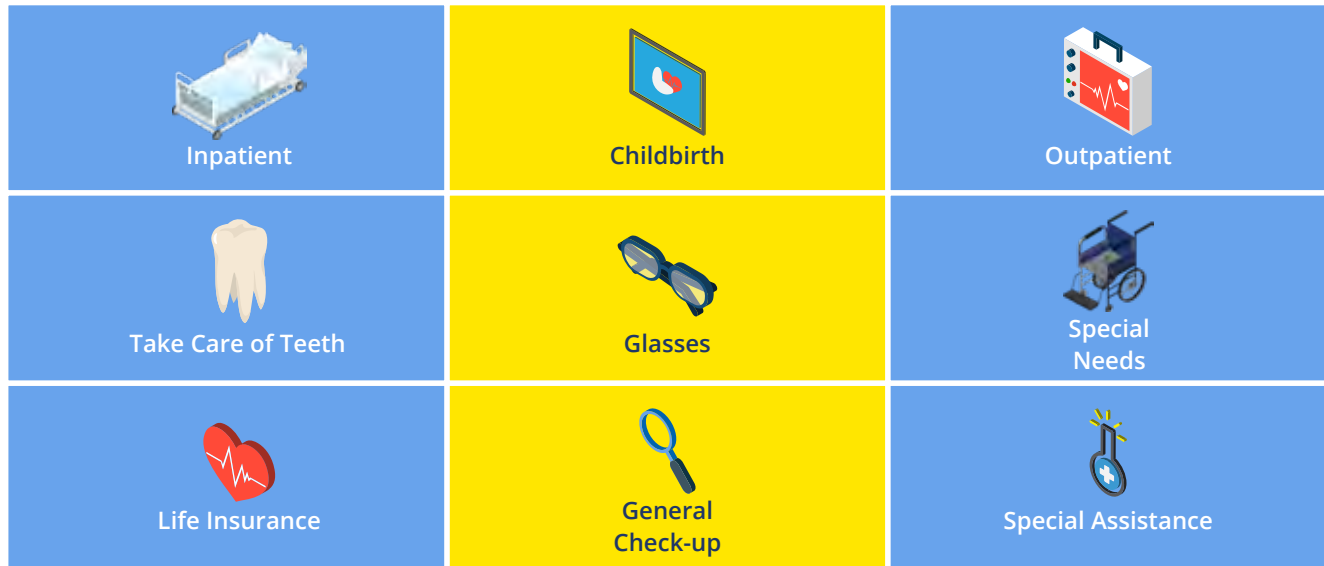 Inpatient
Childbirth
Outpatient
Take Care of Teeth
Glasses
Special
Needs
Life Insurance
General
Check-up
Special Assistance